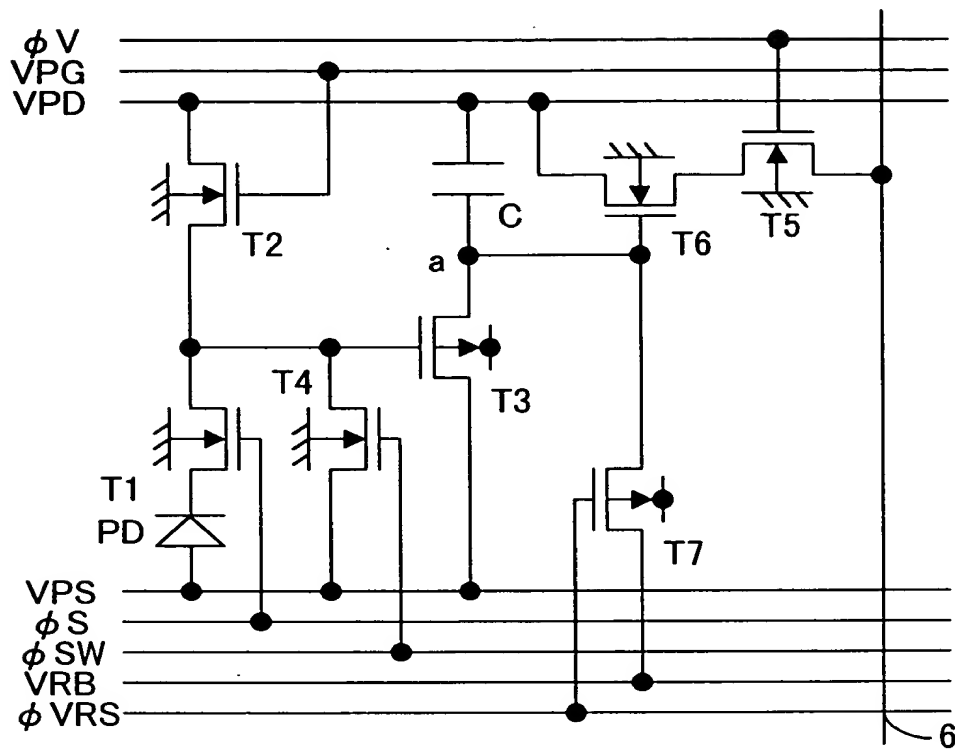 φV
VPG
VPD
T2
C
T6
T5
a
T4
T3
T1
PD
T7
VPS
φS
φSW
VRB
φVRS
6